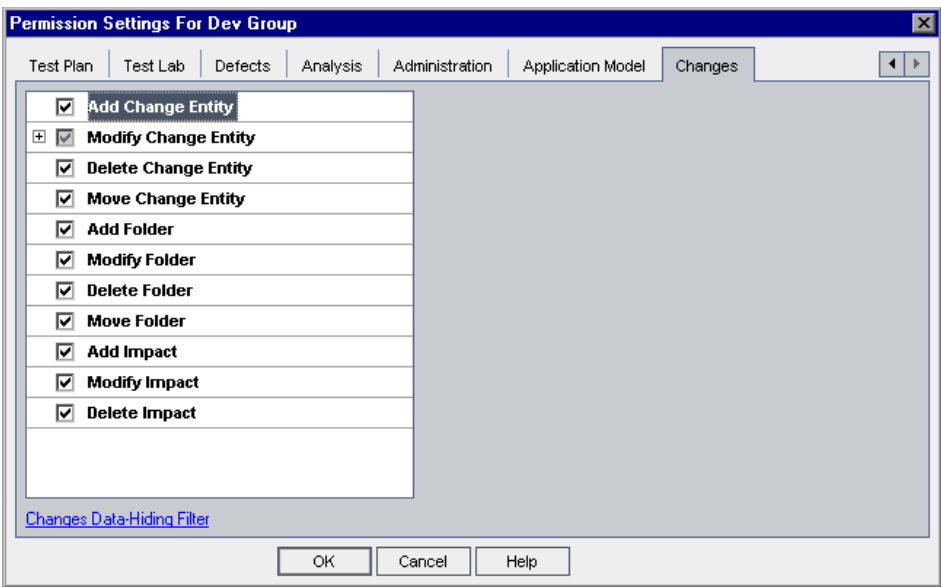 Permission Settings For Dev Group
Test Plan Test Lab Defects Analysis Administration Application Model Changes
Add Change Entity
Modify Change Entity
Delete Change Entity
Move Change Entity
Add Folder
Modify Folder
Delete Folder
Move Folder
Add Impact
Modify Impact
Delete Impact
Changes Data-Hiding Filter
OK Cancel Help